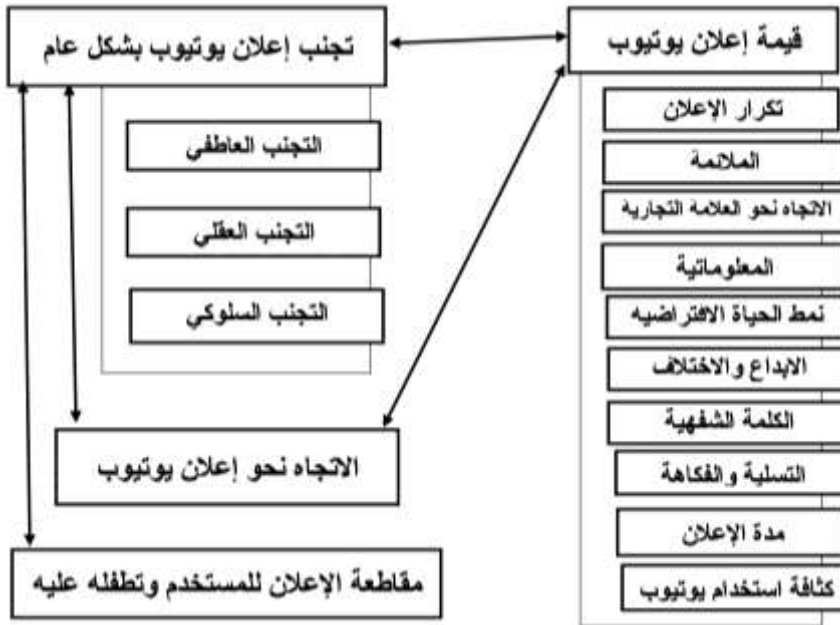 قيمة إعلان يوتيوب
تكرار الإعلان
الملائمة
الاتجاه نحو العلامة التجارية
المعلوماتية
نمط الحياة الافتراضيه
الابداع والاختلاف
الكلمة الشفهية
التسلية والفكاهة
مدة الإعلان
كثافة استخدام يوتيوب
تجنب إعلان يوتيوب بشكل عام
التجنب العاطفي
التجنب العقلي
التجنب السلوكي
الاتجاه نحو إعلان يوتيوب
مقاطعة الإعلان للمستخدم وتطفله عليه